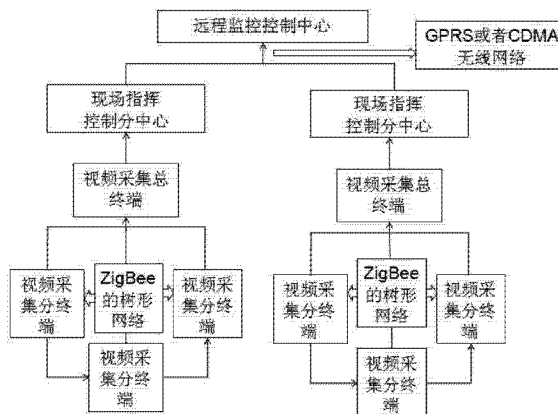 远程监控控制中心
GPRS或者CDMA
无线网络
现场指挥
控制分中心
现场指挥
控制分中心
视频采集总
终端
视频采集总
终端
视频采
集分终
端
ZigBee
的树形
网络
视频采
集分终
端
视频采
集分终端
视频采
集分终
端
ZigBee
的树形
网络
视频采
集分终
端
视频采
集分终端